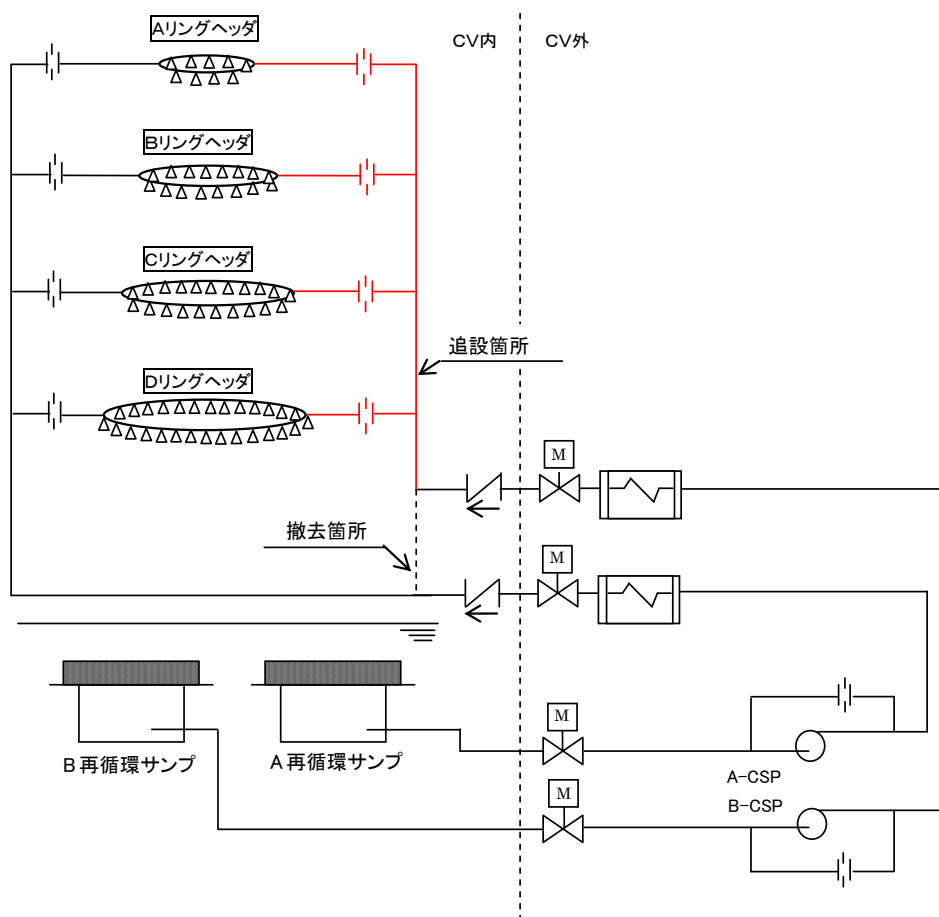 Aリングヘッダ
CV内
CV外
Bリングヘッダ
Cリングヘッダ
追設箇所
Dリングヘッダ
M
撤去箇所
M
M
B再循環サンプ
A再循環サンプ
A-CSP
M
B-CSP